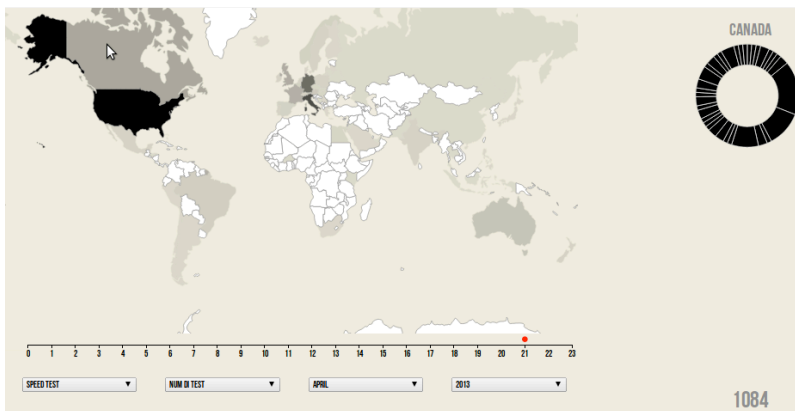 CANADA
0 1 2 3 4 5 6 7 8 9 10 11 12 13 14 15 16 17 18 19 20 21 22 23
SPEED TEST NUM DI TEST APRIL 2013
1084